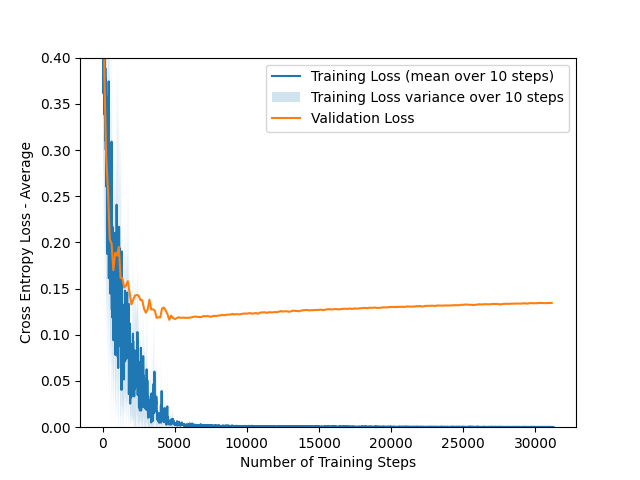 0.40
0.35
0.30
0.25
0.20
0.15
0.10
0.05
0.00
Cross Entropy Loss - Average
Training Loss (mean over 10 steps)
Training Loss variance over 10 steps
Validation Loss
0 5000 10000 15000 20000 25000 30000
Number of Training Steps